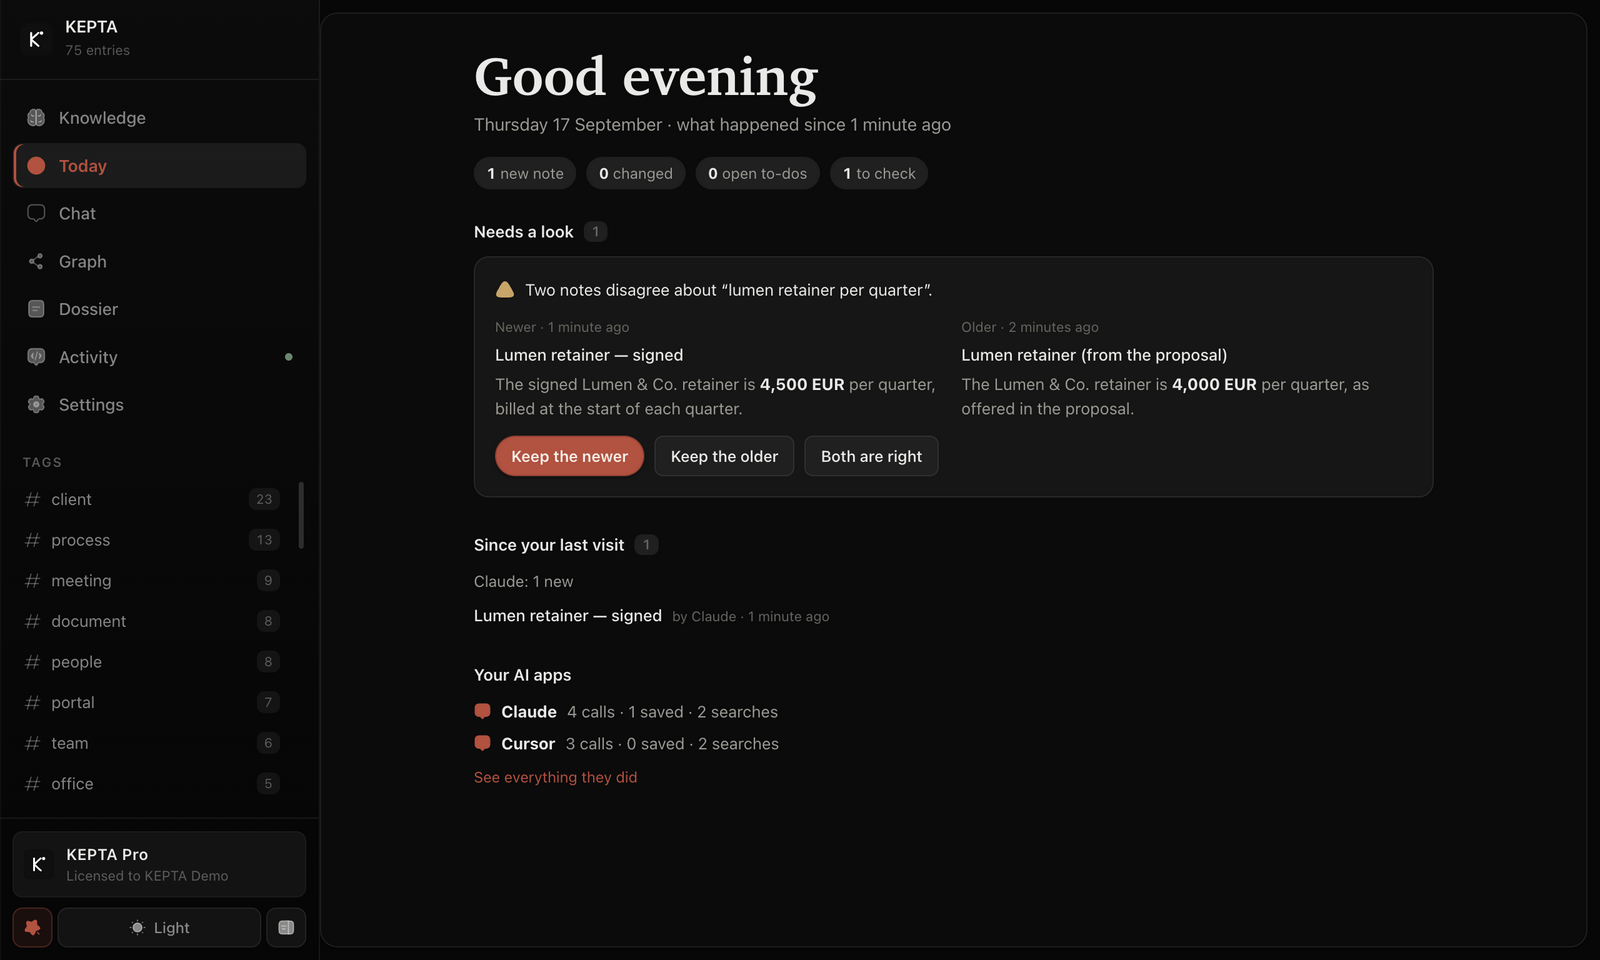 KEPTA
75 entries
Knowledge
Today
Chat
Graph
Dossier
Activity
Settings
TAGS
# client 23
# process 13
# meeting 9
# document 8
# people 8
# portal 7
# team 6
# office 5
KEPTA Pro
Licensed to KEPTA Demo
Light
Good evening
Thursday 17 September · what happened since 1 minute ago
1 new note
0 changed
0 open to-dos
1 to check
Needs a look 1
Two notes disagree about “lumen retainer per quarter”.
Newer · 1 minute ago
Lumen retainer — signed
The signed Lumen & Co. retainer is 4,500 EUR per quarter,
billed at the start of each quarter.
Older · 2 minutes ago
Lumen retainer (from the proposal)
The Lumen & Co. retainer is 4,000 EUR per quarter, as
offered in the proposal.
Keep the newer
Keep the older
Both are right
Since your last visit 1
Claude: 1 new
Lumen retainer — signed by Claude · 1 minute ago
Your AI apps
Claude 4 calls · 1 saved · 2 searches
Cursor 3 calls · 0 saved · 2 searches
See everything they did